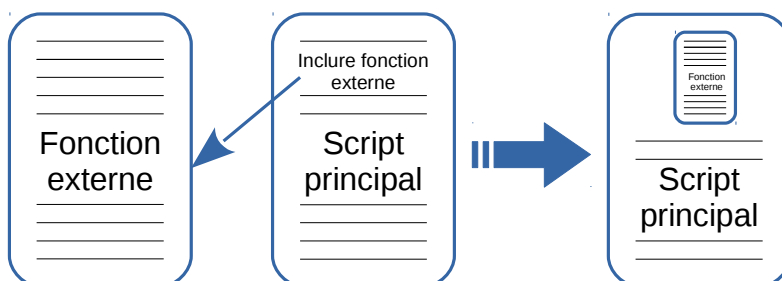 Fonction
externe
Inclure fonction
externe
Script
principal
Fonction
externe
Script
principal